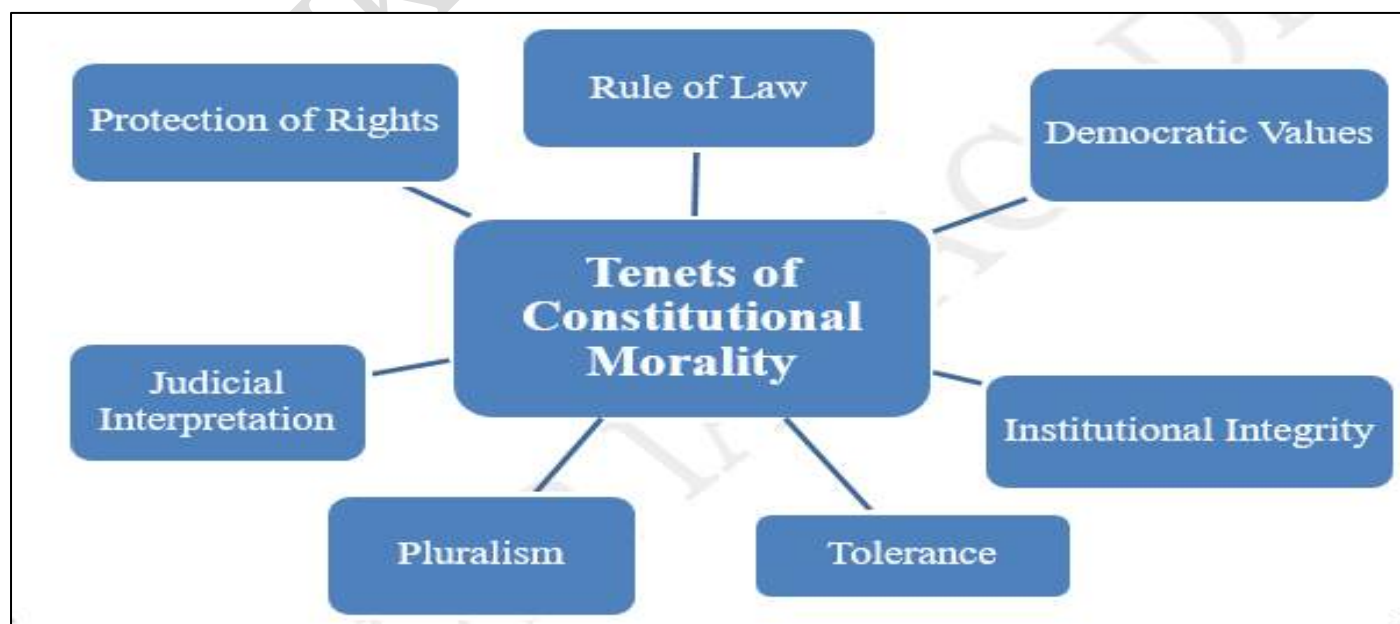 Rule of Law
Protection of Rights
Democratic Values
Tenets of
Constitutional
Morality
Judicial
Interpretation
Institutional Integrity
Pluralism
Tolerance